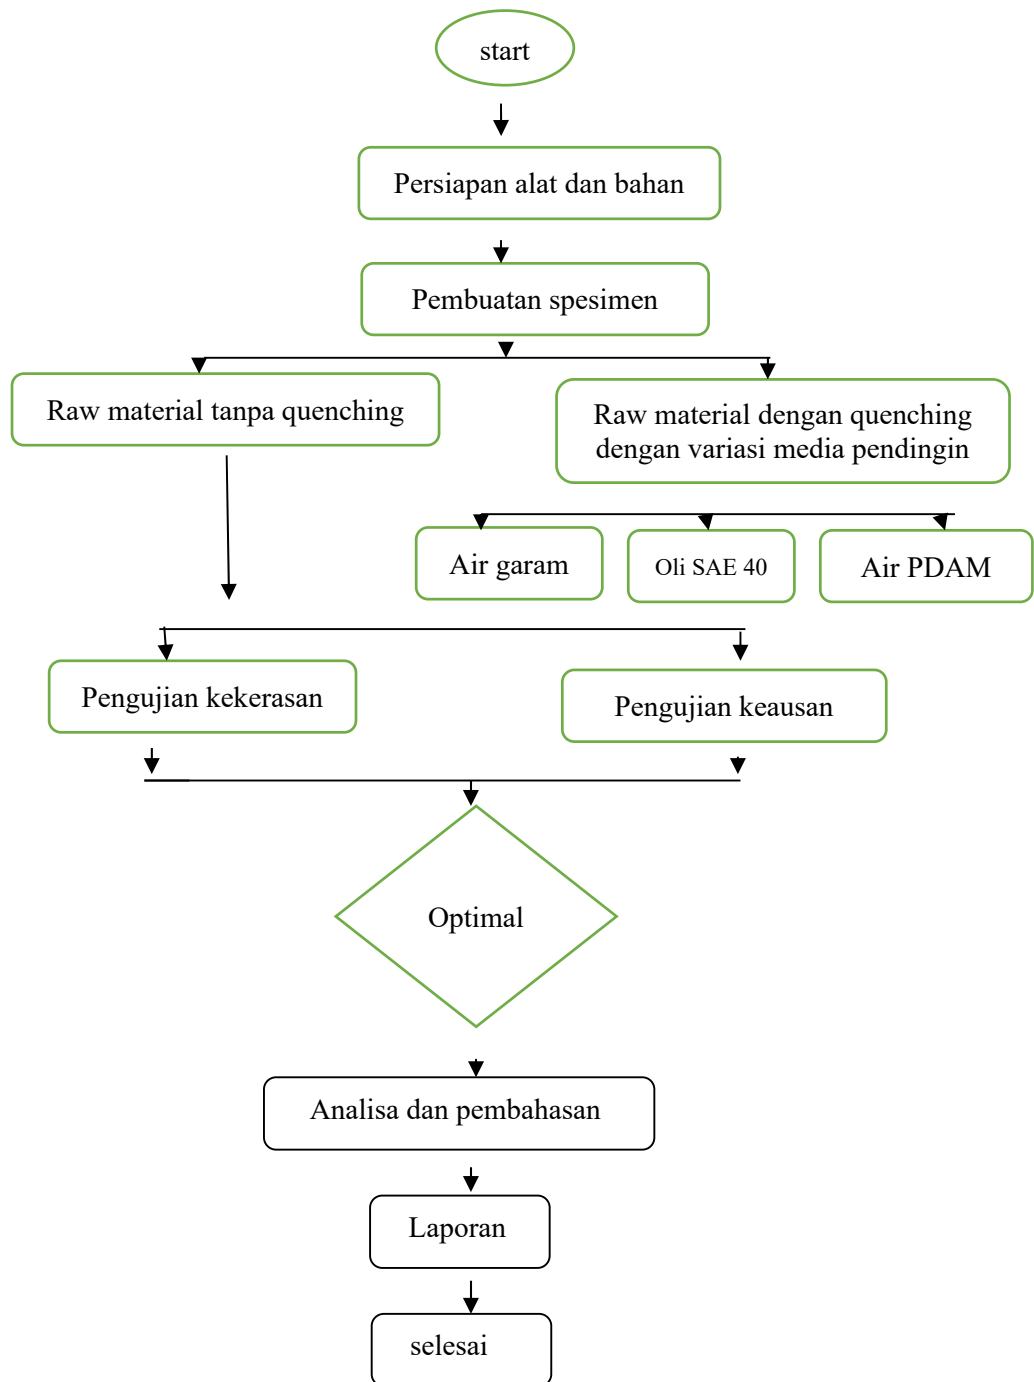 start
Persiapan alat dan bahan
Pembuatan spesimen
Raw material tanpa quenching
Raw material dengan quenching
dengan variasi media pendingin
Air garam
Oli SAE 40
Air PDAM
Pengujian kekerasan
Pengujian keausan
Optimal
Analisa dan pembahasan
Laporan
selesai